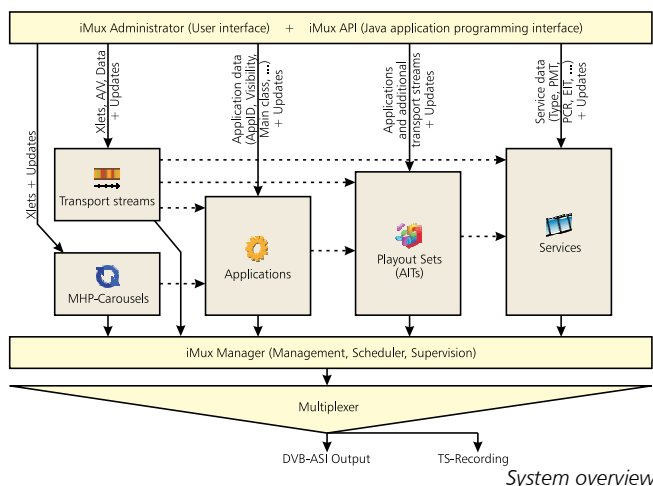 iMux Administrator (User interface) + iMux API (Java application programming interface)
Xlets + Updates
Xlets, A/V, Data
+ Updates
Application data
(AppID, Visibility,
Main class, ...)
+ Updates
Applications
and additional
transport streams
+ Updates
Service data
(Type, PMT,
PCR, EIT, ...)
+ Updates
Transport streams
MHP-Carousels
Applications
Playout Sets
(AITs)
Services
iMux Manager (Management, Scheduler, Supervision)
Multiplexer
DVB-ASI Output
TS-Recording
System overview